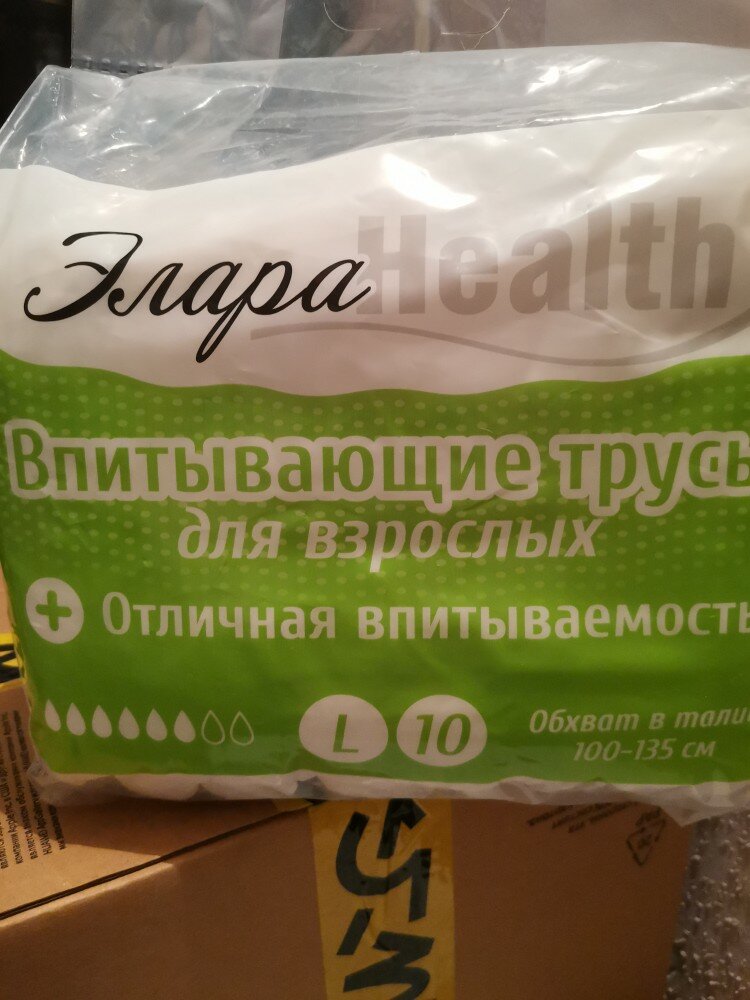 Элара Health
Впитывающие трусы
для взрослых
+ Отличная впитываемость
L 10 Обхват в талии
100-135 см